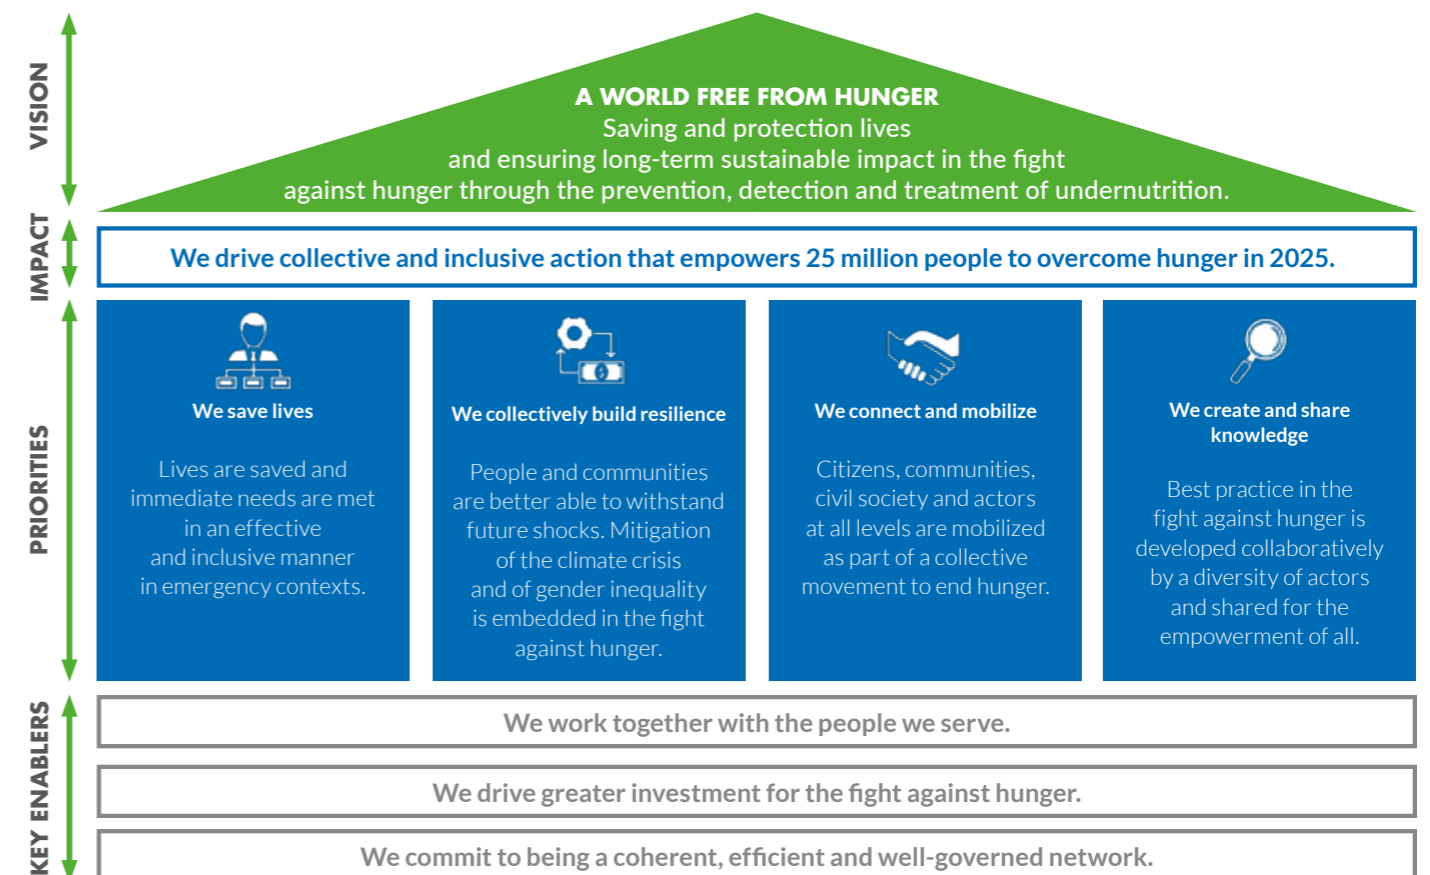 VISION
A WORLD FREE FROM HUNGER
Saving and protection lives
and ensuring long-term sustainable impact in the fight
against hunger through the prevention, detection and treatment of undernutrition.
IMPACT
We drive collective and inclusive action that empowers 25 million people to overcome hunger in 2025.
PRIORITIES
We save lives
Lives are saved and
immediate needs are met
in an effective
and inclusive manner
in emergency contexts.
We collectively build resilience
People and communities
are better able to withstand
future shocks. Mitigation
of the climate crisis
and of gender inequality
is embedded in the fight
against hunger.
We connect and mobilize
Citizens, communities,
civil society and actors
at all levels are mobilized
as part of a collective
movement to end hunger.
We create and share
knowledge
Best practice in the
fight against hunger is
developed collaboratively
by a diversity of actors
and shared for the
empowerment of all.
KEY ENABLERS
We work together with the people we serve.
We drive greater investment for the fight against hunger.
We commit to being a coherent, efficient and well-governed network.